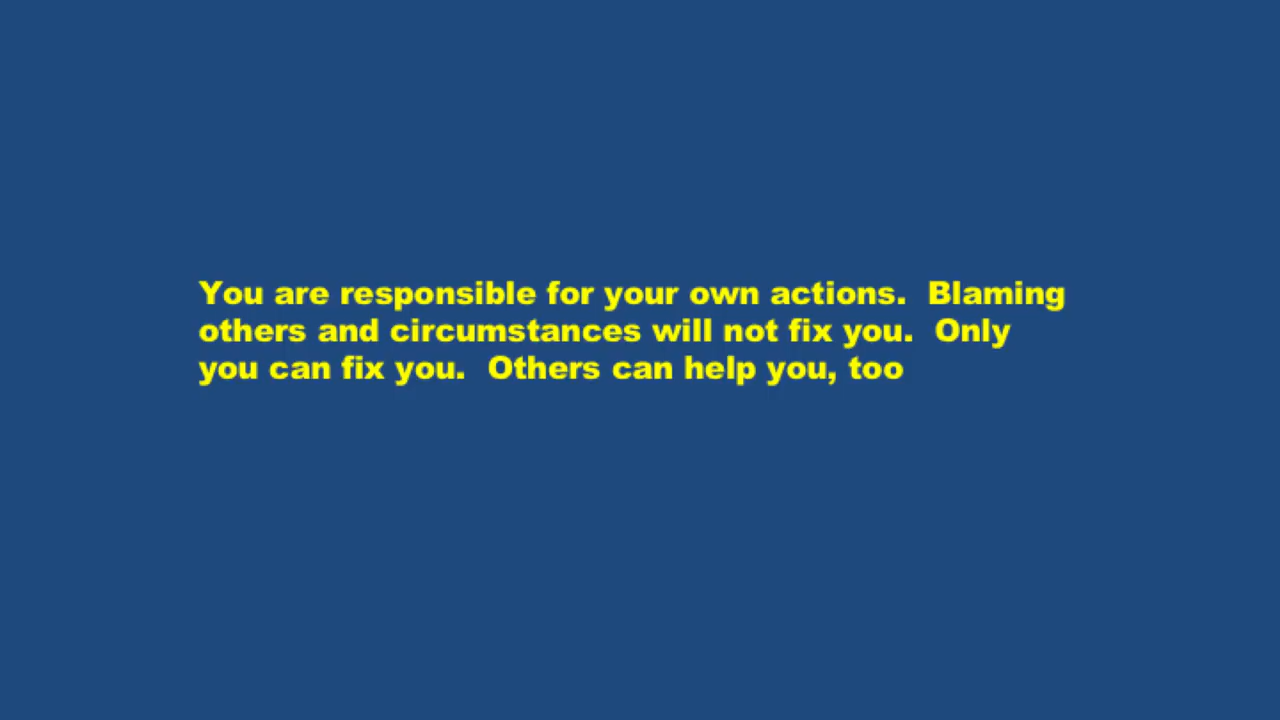 You are responsible for your own actions.  Blaming
others and circumstances will not fix you.  Only
you can fix you.  Others can help you, too